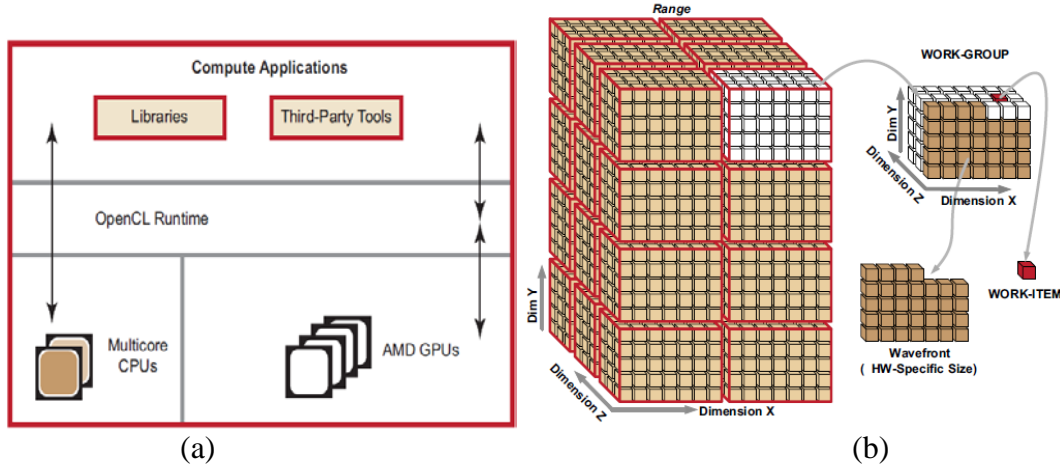 Compute Applications
Libraries
Third-Party Tools
OpenCL Runtime
Multicore
CPUs
AMD GPUs
(a)
Range
WORK-GROUP
Dim Y
Dimension Z
Dimension X
WORK-ITEM
Wavefront
( HW-Specific Size)
Dim Y
Dimension Z
Dimension X
(b)